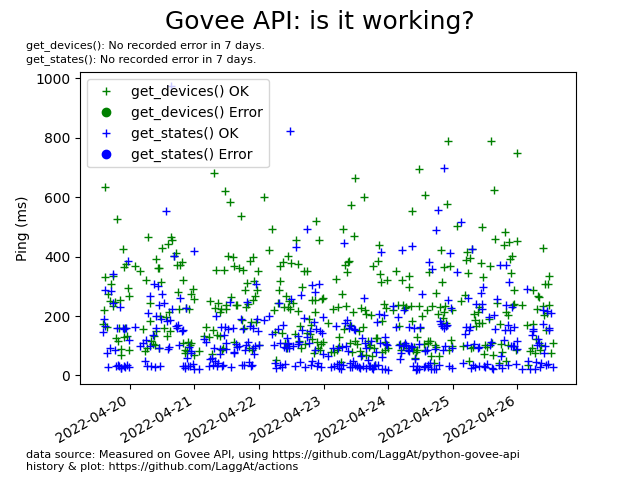 Govee API: is it working?
get_devices(): No recorded error in 7 days.
get_states(): No recorded error in 7 days.
1000
800
600
400
200
0
Ping (ms)
get_devices() OK
get_devices() Error
get_states() OK
get_states() Error
2022-04-20
2022-04-21
2022-04-22
2022-04-23
2022-04-24
2022-04-25
2022-04-26
data source: Measured on Govee API, using https://github.com/LaggAt/python-govee-api
history & plot: https://github.com/LaggAt/actions